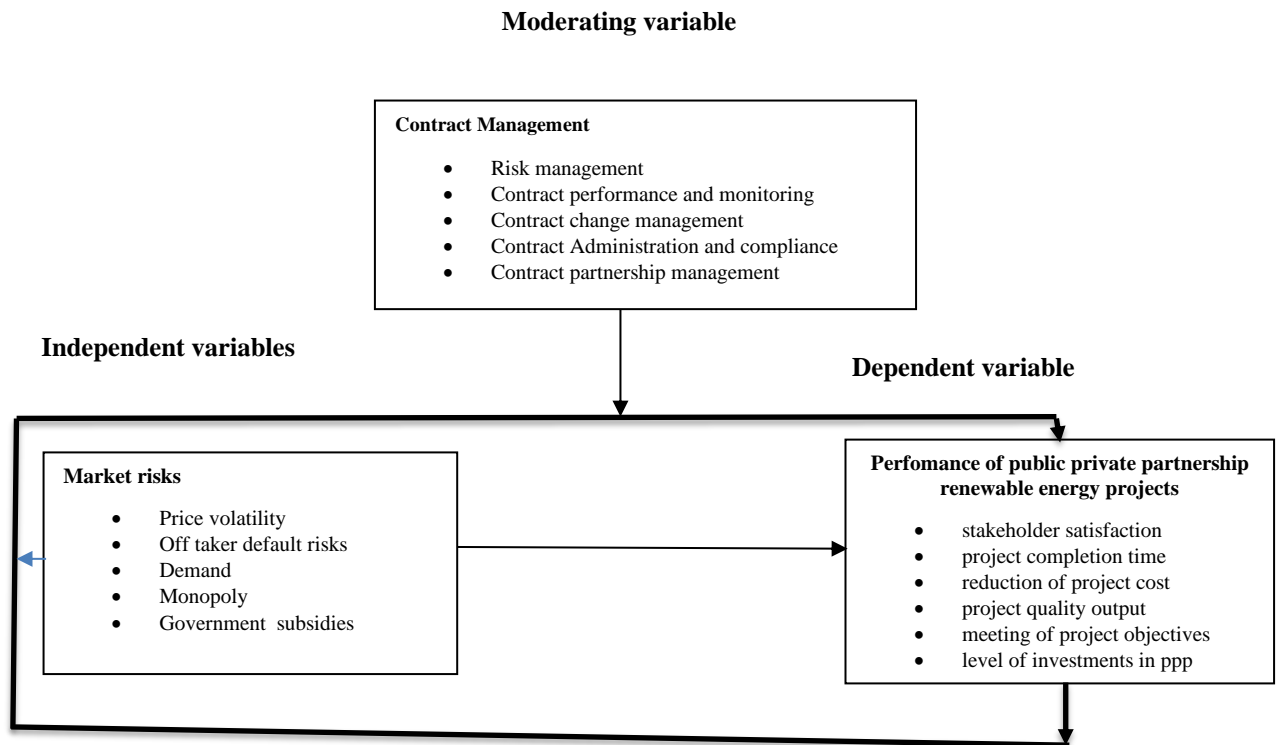 Moderating variable
Contract Management
• Risk management
• Contract performance and monitoring
• Contract change management
• Contract Administration and compliance
• Contract partnership management
Independent variables
Dependent variable
Market risks
• Price volatility
• Off taker default risks
• Demand
• Monopoly
• Government subsidies
Perfomance of public private partnership
renewable energy projects
• stakeholder satisfaction
• project completion time
• reduction of project cost
• project quality output
• meeting of project objectives
• level of investments in ppp